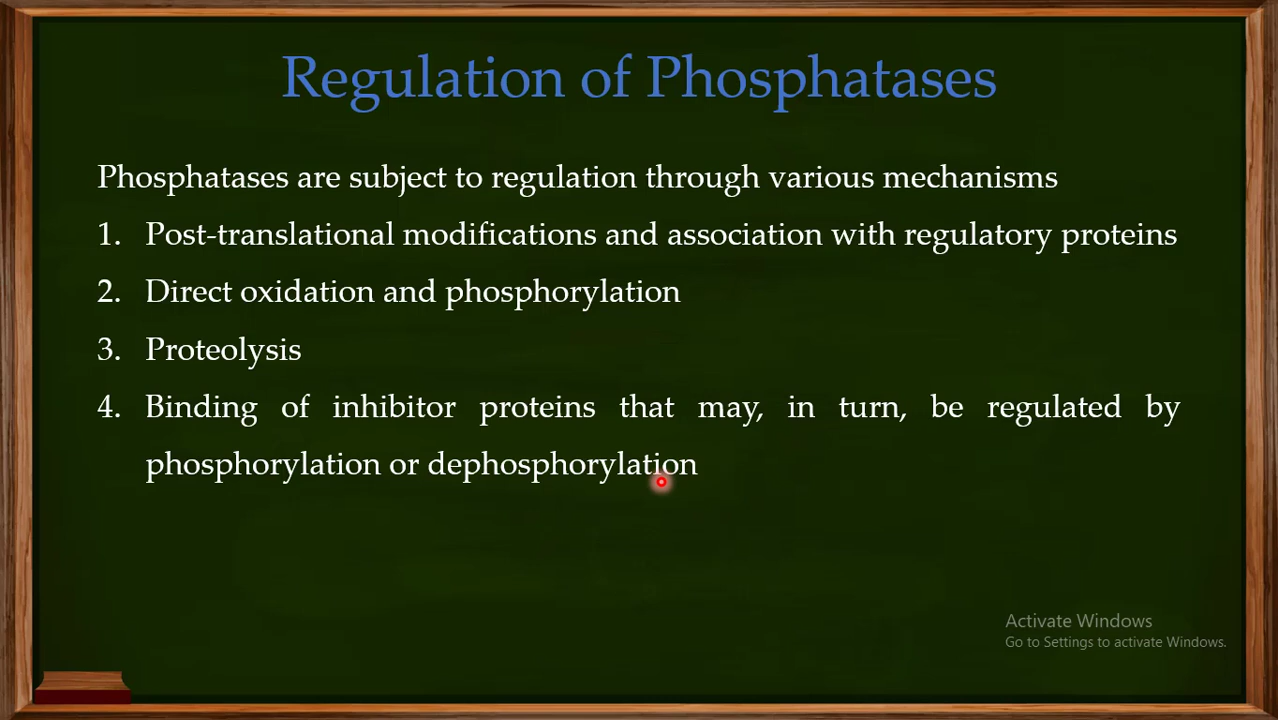 Regulation of Phosphatases
Phosphatases are subject to regulation through various mechanisms
1. Post-translational modifications and association with regulatory proteins
2. Direct oxidation and phosphorylation
3. Proteolysis
4. Binding of inhibitor proteins that may, in turn, be regulated by
phosphorylation or dephosphorylation
Activate Windows
Go to Settings to activate Windows.